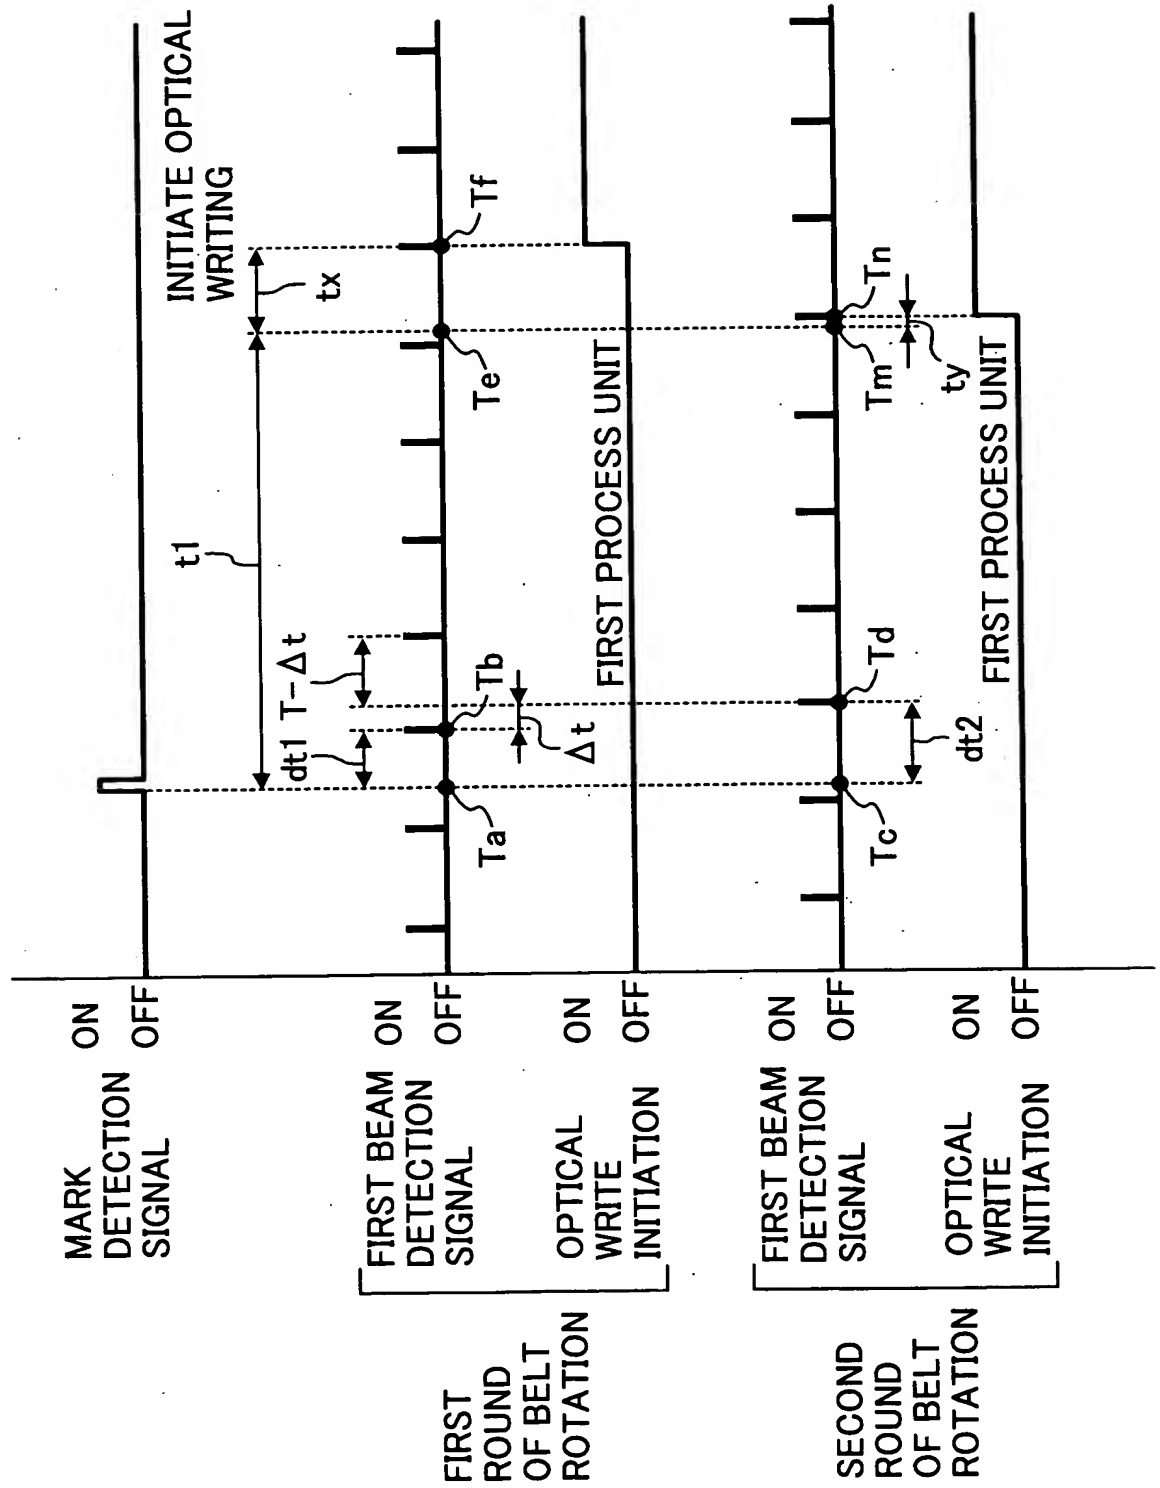 MARK
DETECTION
SIGNAL
ON
OFF
INITIATE OPTICAL
WRITING
t1
tx
dt1
T-Δt
Δt
FIRST
ROUND
OF BELT
ROTATION
FIRST BEAM
DETECTION
SIGNAL
ON
OFF
Ta
Tb
Te
Tf
OPTICAL
WRITE
INITIATION
ON
OFF
FIRST PROCESS UNIT
SECOND
ROUND
OF BELT
ROTATION
FIRST BEAM
DETECTION
SIGNAL
ON
OFF
Tc
Td
Tm
Tn
dt2
ty
OPTICAL
WRITE
INITIATION
ON
OFF
FIRST PROCESS UNIT